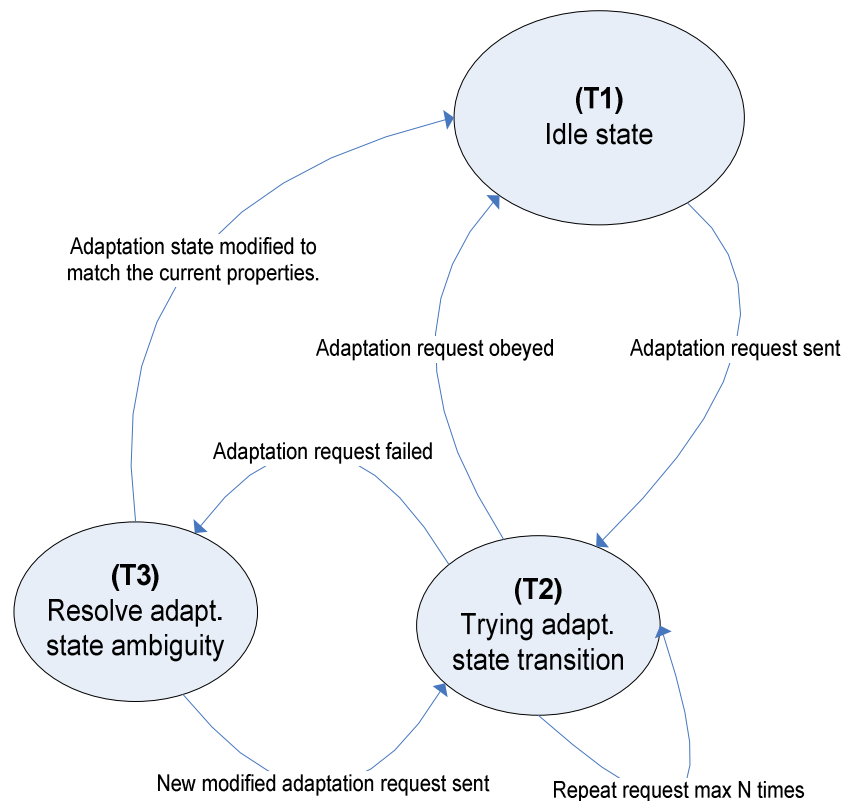 (T1)
Idle state
Adaptation state modified to
match the current properties.
Adaptation request obeyed
Adaptation request sent
Adaptation request failed
(T3)
Resolve adapt.
state ambiguity
(T2)
Trying adapt.
state transition
New modified adaptation request sent
Repeat request max N times